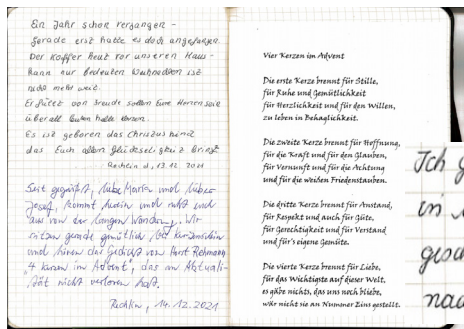 Ein Jahr schon vergangen -
gerade erst hatte es doch angefangen
Der Koffer heut vor unseren Haus -
kann nur bedeuten Weihnachten ist
nicht mehr weit.
Erfüllt von Freude sollen Eure Herzen sein
überall
Es ist geboren das Christuskind
das Euch allen Glückseligkeit bringt
13.12.2021
Seid gegrüßt, liebe Maria und lieber
Josef, kommt herein und ruht euch
aus von der langen Wanderung. Wir
sitzen gerade gemütlich bei Kerzenschein
und hören das Gedicht von Horst Rehmann
"4 Kerzen im Advent", das an Aktuali-
tät nicht verloren hat.
Rechlin, 14.12.2021
Vier Kerzen im Advent
Die erste Kerze brennt für Stille,
für Ruhe und Gemütlichkeit
für Herzlichkeit und für den Willen,
zu leben in Behaglichkeit.
Die zweite Kerze brennt für Hoffnung,
für die Kraft und für den Glauben,
für Vernunft und für die Achtung
und für die weißen Friedenstauben.
Die dritte Kerze brennt für Anstand,
für Respekt und auch für Güte,
für Gerechtigkeit und für Verstand
und für's eigene Gemüte.
Die vierte Kerze brennt für Liebe,
für das Wichtigste auf dieser Welt,
es gäbe nichts, das uns noch bliebe,
wär nicht sie an Nummer Eins gestellt.
Ich g
in
gesch
nac